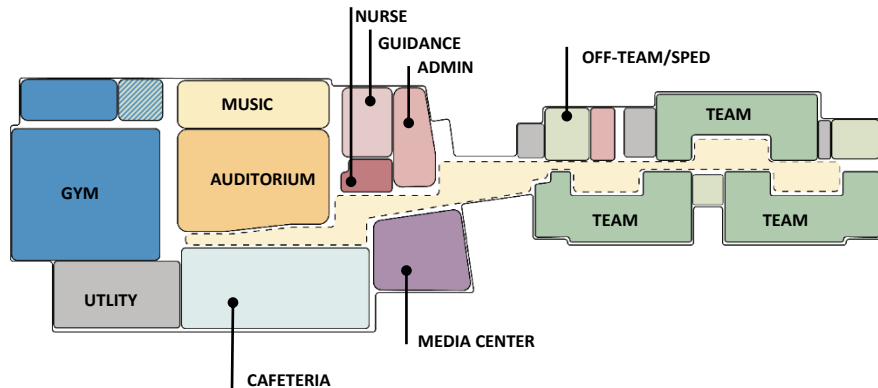 NURSE
GUIDANCE
ADMIN
OFF-TEAM/SPED
MUSIC
TEAM
AUDITORIUM
GYM
TEAM
TEAM
UTLITY
MEDIA CENTER
CAFETERIA